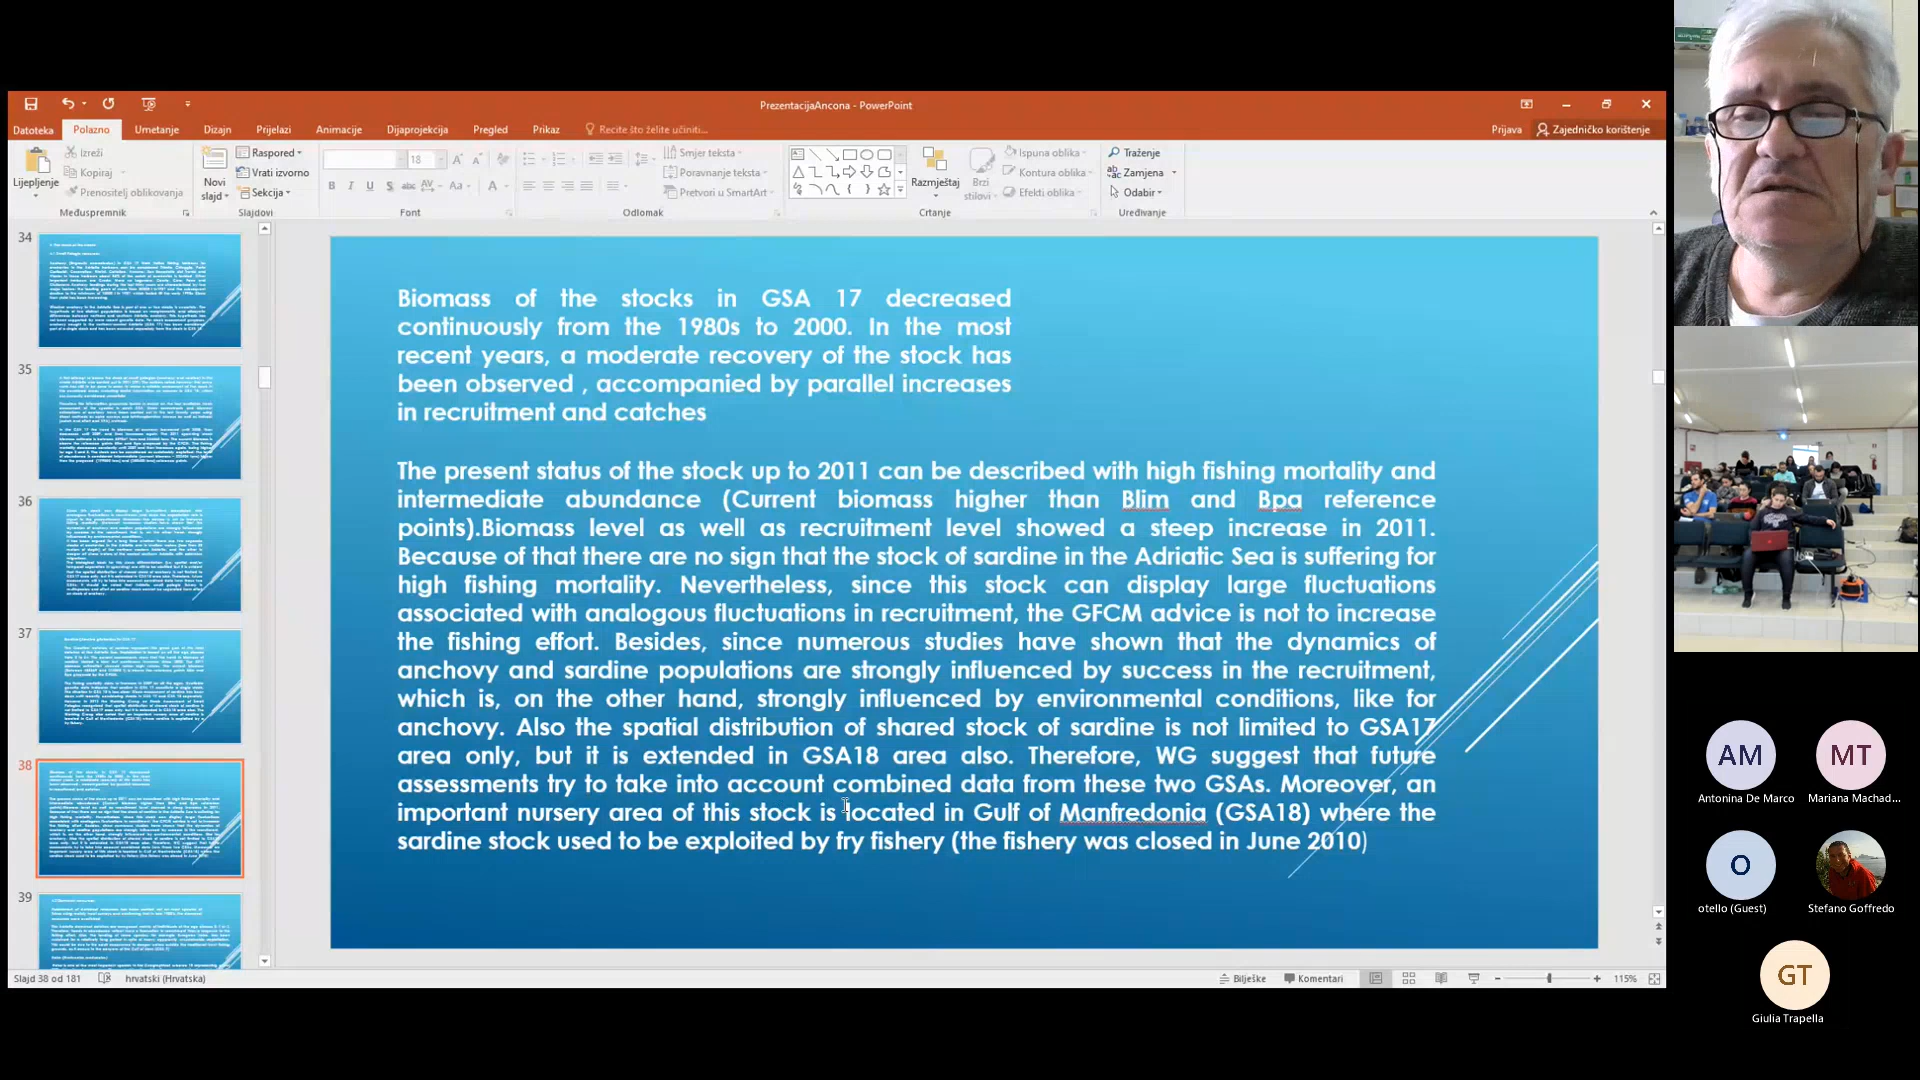 PrezentacijaAncona - PowerPoint
Datoteka Polazno Umetanje Dizajn Prijelazi Animacije Dijaprojekcija Pregled Prikaz Recite što želite učiniti... Prijava Zajedničko korištenje
Lijepljenje
Izreži
Kopiraj
Prenositelj oblikovanja
Međuspremnik
Novi slajd
Raspored
Vrati izvorno
Sekcija
Slajdovi
18
B I U S abc AV Aa A
Font
Smjer teksta
Poravnanje teksta
Pretvori u SmartArt
Odlomak
Razmještaj
Brzi stilovi
Ispuna oblika
Kontura oblika
Efekti oblika
Crtanje
Traženje
Zamjena
Odabir
Uređivanje
34
35
36
37
38
39
Biomass of the stocks in GSA 17 decreased
continuously from the 1980s to 2000. In the most
recent years, a moderate recovery of the stock has
been observed , accompanied by parallel increases
in recruitment and catches
The present status of the stock up to 2011 can be described with high fishing mortality and
intermediate abundance (Current biomass higher than Blim and Bpa reference
points).Biomass level as well as recruitment level showed a steep increase in 2011.
Because of that there are no sign that the stock of sardine in the Adriatic Sea is suffering for
high fishing mortality. Nevertheless, since this stock can display large fluctuations
associated with analogous fluctuations in recruitment, the GFCM advice is not to increase
the fishing effort. Besides, since numerous studies have shown that the dynamics of
anchovy and sardine populations are strongly influenced by success in the recruitment,
which is, on the other hand, strongly influenced by environmental conditions, like for
anchovy. Also the spatial distribution of shared stock of sardine is not limited to GSA17
area only, but it is extended in GSA18 area also. Therefore, WG suggest that future
assessments try to take into account combined data from these two GSAs. Moreover, an
important nursery area of this stock is located in Gulf of Manfredonia (GSA18) where the
sardine stock used to be exploited by fry fishery (the fishery was closed in June 2010)
Slajd 38 od 181 hrvatski (Hrvatska) Bilješke Komentari 115%
AM
Antonina De Marco
MT
Mariana Machad...
O
otello (Guest)
Stefano Goffredo
GT
Giulia Trapella